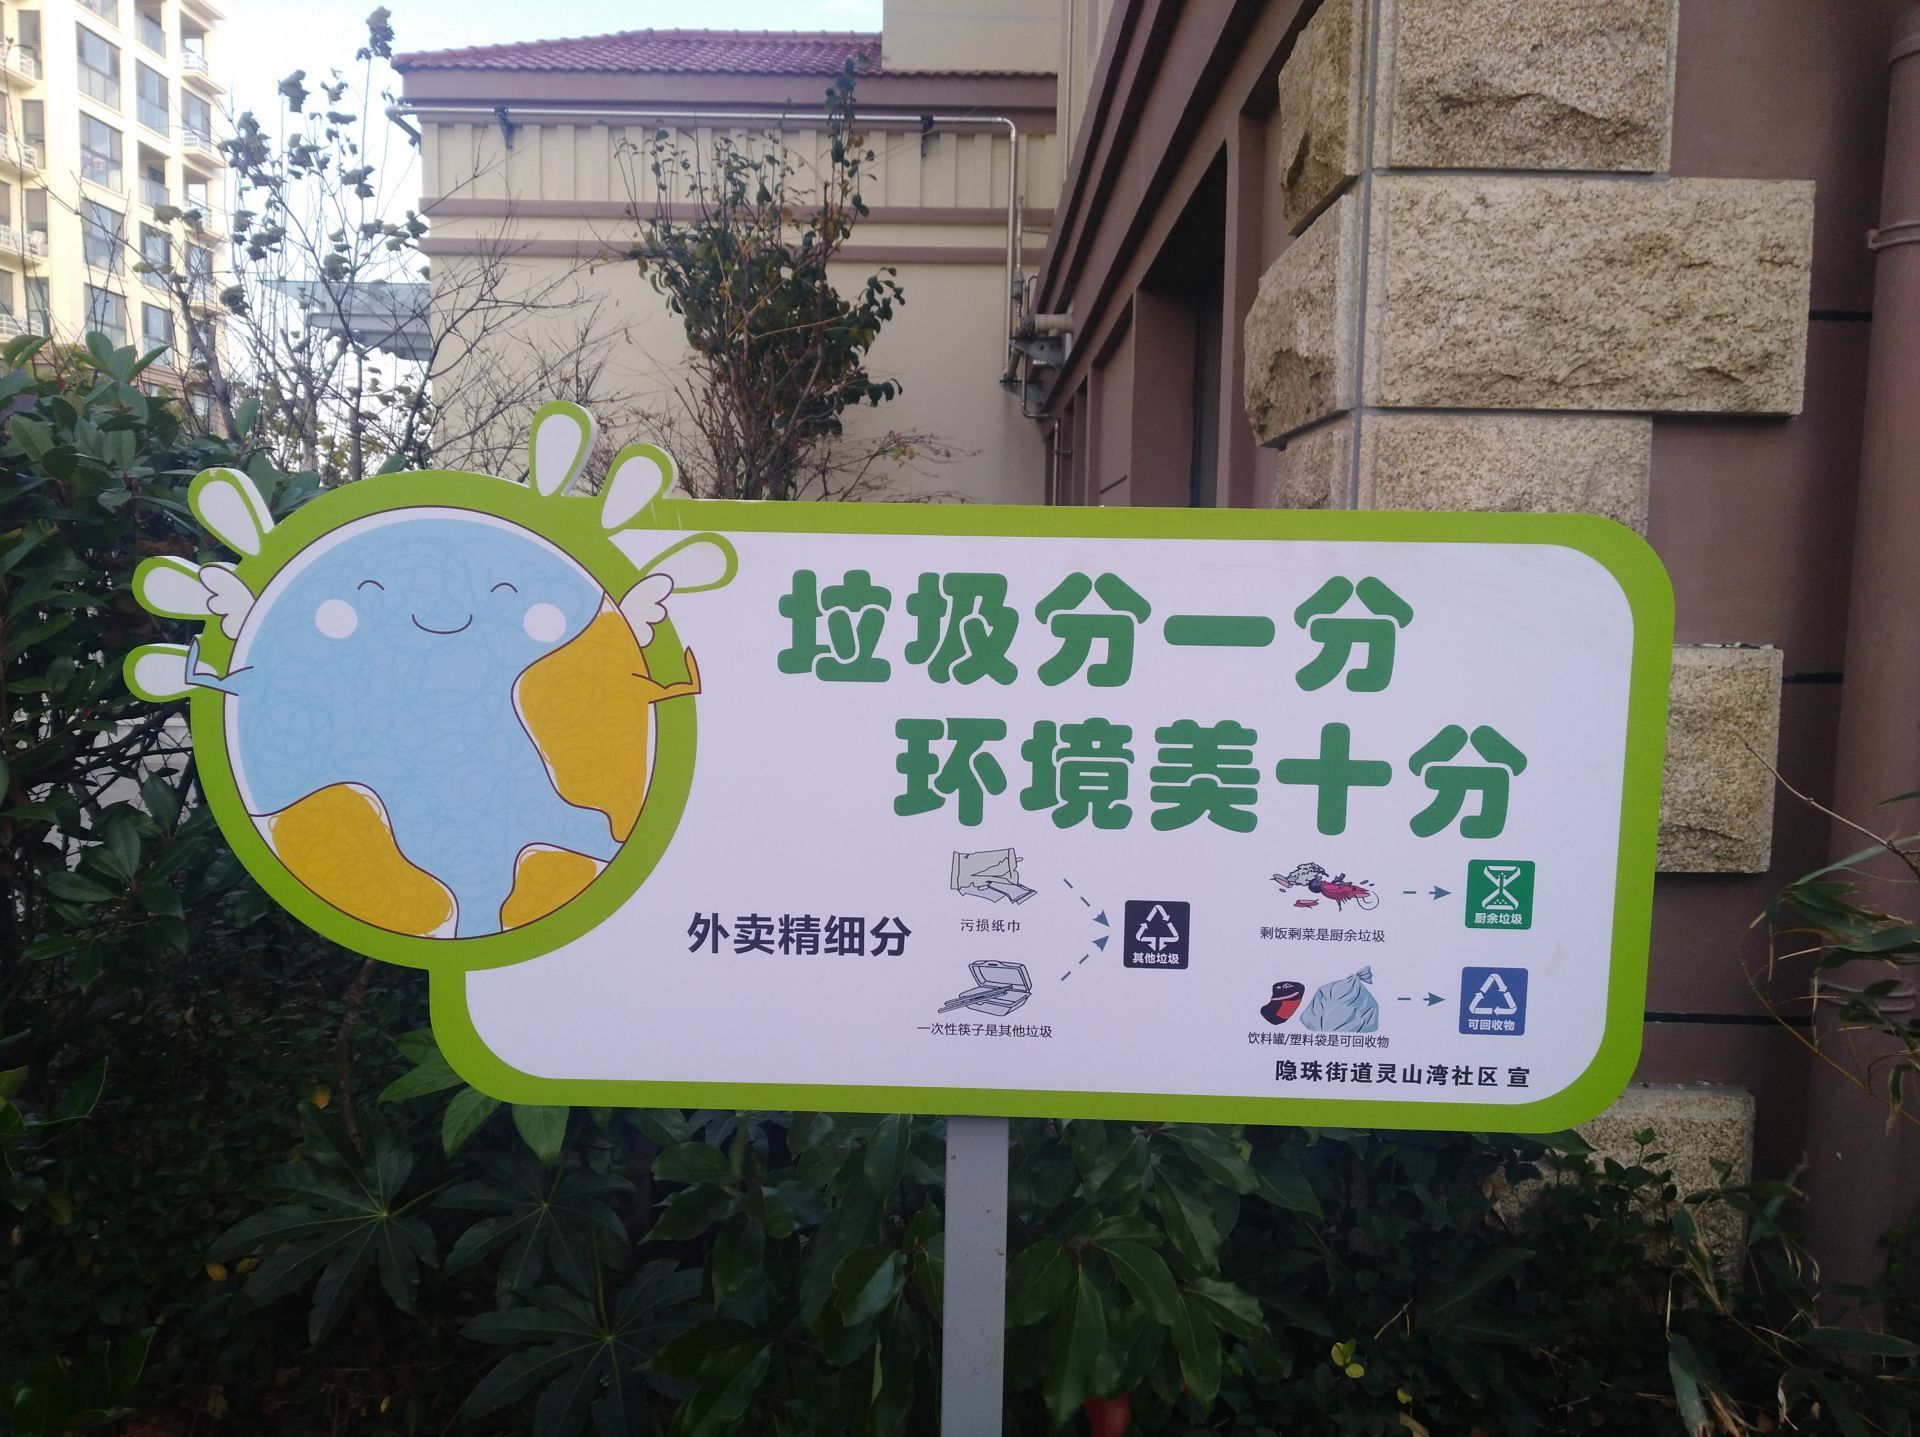 垃圾分一分
环境美十分
外卖精细分
污损纸巾
一次性筷子是其他垃圾
其他垃圾
剩饭剩菜是厨余垃圾
厨余垃圾
饮料罐/塑料袋是可回收物
可回收物
隐珠街道灵山湾社区 宣